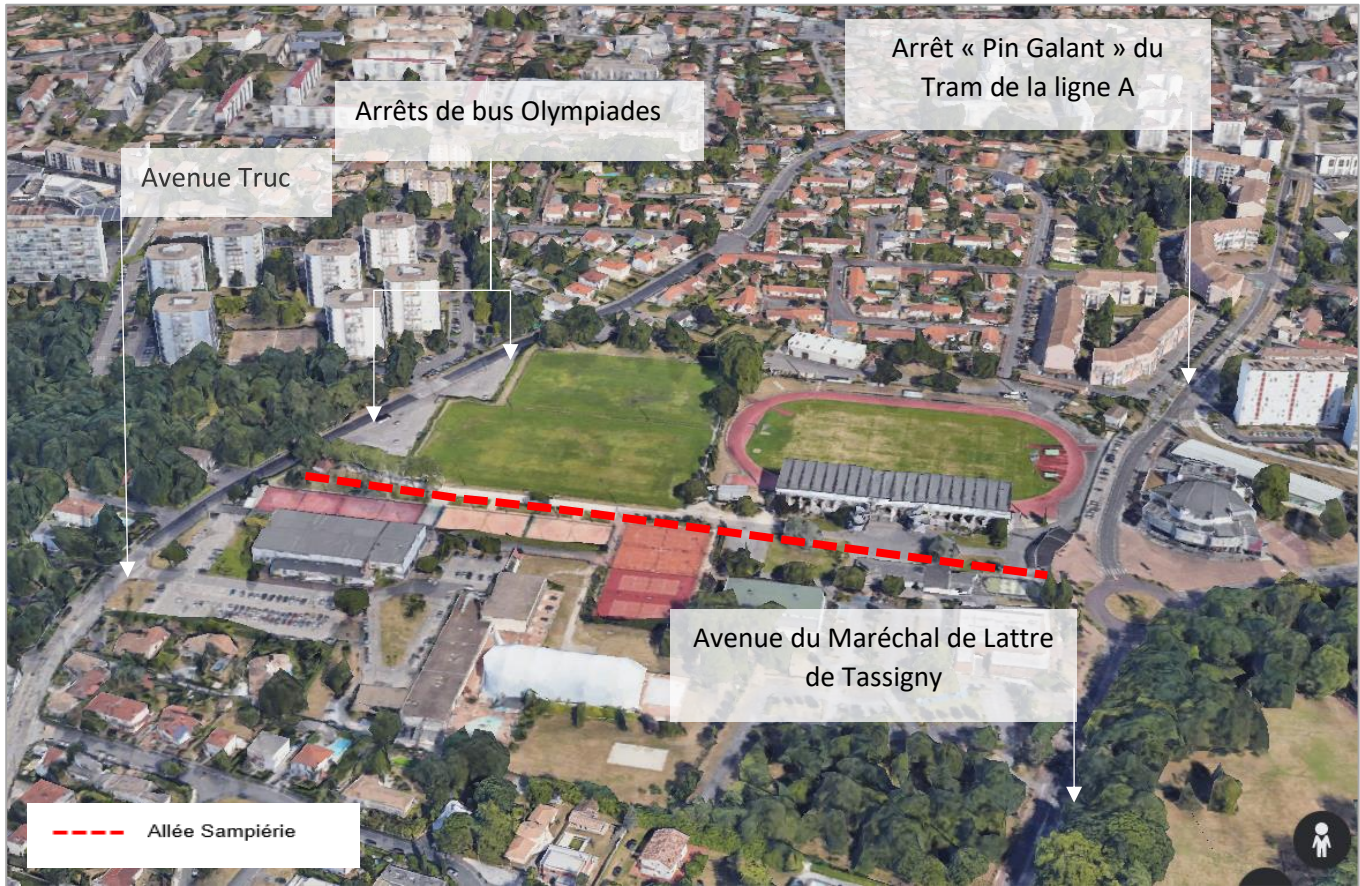 Arrêt « Pin Galant » du
Tram de la ligne A
Arrêts de bus Olympiades
Avenue Truc
Avenue du Maréchal de Lattre
de Tassigny
Allée Sampiérie